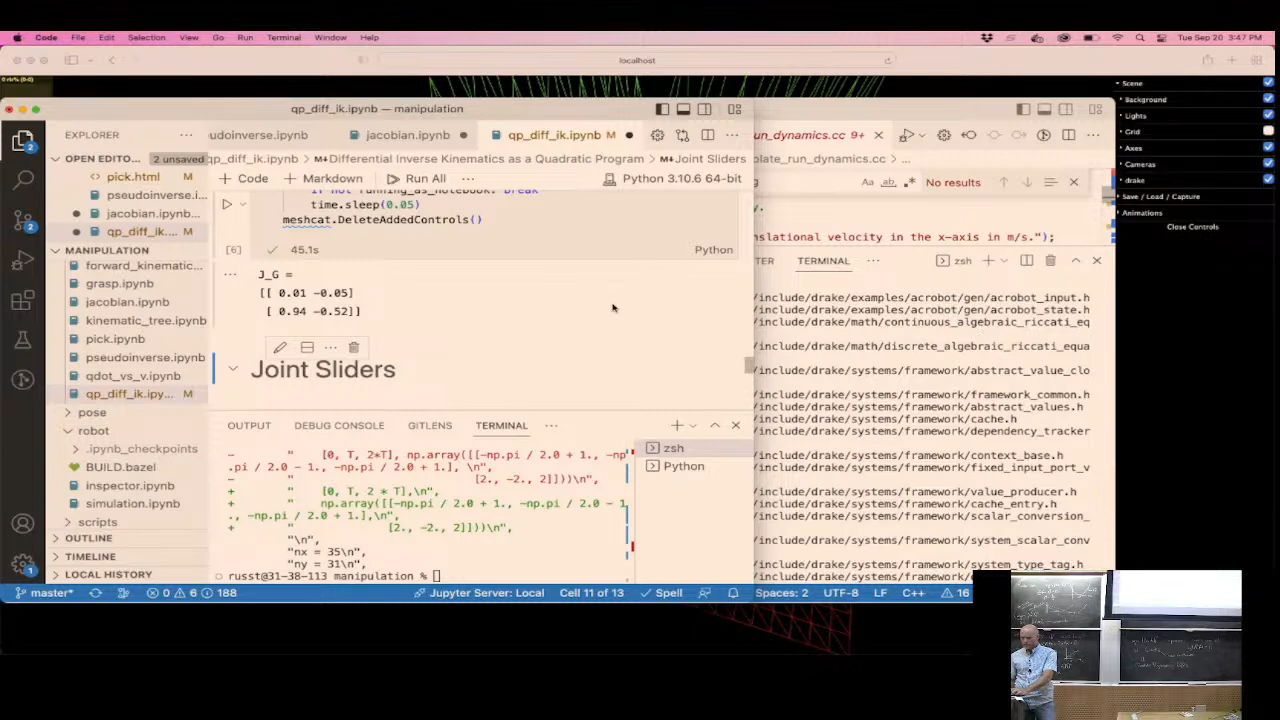 Code File Edit Selection View Go Run Terminal Window Help
Tue Sep 20 3:47 PM
localhost
Scene
Background
Lights
Grid
Axes
Cameras
drake
Save / Load / Capture
Animations
Close Controls
qp_diff_ik.ipynb — manipulation
EXPLORER
udoinverse.ipynb
jacobian.ipynb
qp_diff_ik.ipynb M
run_dynamics.cc 9+
OPEN EDITO...
2 unsaved
qp_diff_ik.ipynb > M↓Differential Inverse Kinematics as a Quadratic Program > M↓Joint Sliders
plate_run_dynamics.cc > ...
pick.html M
pseudoinverse....
jacobian.ipynb...
qp_diff_ik.... M
+ Code + Markdown Run All ...
Python 3.10.6 64-bit
Aa ab .* No results
if not running_as_notebook: break
time.sleep(0.05)
meshcat.DeleteAddedControls()
[6] 45.1s Python
nslational velocity in the x-axis in m/s.");
MANIPULATION
forward_kinematic...
grasp.ipynb
jacobian.ipynb
kinematic_tree.ipynb
pick.ipynb
pseudoinverse.ipynb
qdot_vs_v.ipynb
qp_diff_ik.ipy... M
pose
robot
.ipynb_checkpoints
BUILD.bazel
inspector.ipynb
simulation.ipynb
scripts
OUTLINE
TIMELINE
LOCAL HISTORY
J_G =
[[ 0.01 -0.05]
[ 0.94 -0.52]]
Joint Sliders
OUTPUT DEBUG CONSOLE GITLENS TERMINAL ...
zsh
Python
- " [0, T, 2*T], np.array([[-np.pi / 2.0 + 1., -np
.pi / 2.0 - 1., -np.pi / 2.0 + 1.], \n",
- " [2., -2., 2]]))\n",
+ " [0, T, 2 * T],\n",
+ " np.array([[-np.pi / 2.0 + 1., -np.pi / 2.0 - 1
., -np.pi / 2.0 + 1.],\n",
+ " [2., -2., 2]]))\n",
"\n",
"nx = 35\n",
"ny = 31\n",
russt@31-38-113 manipulation %
TER TERMINAL ... zsh
/include/drake/examples/acrobot/gen/acrobot_input.h
/include/drake/examples/acrobot/gen/acrobot_state.h
/include/drake/math/continuous_algebraic_riccati_eq
/include/drake/math/discrete_algebraic_riccati_equa
/include/drake/systems/framework/abstract_value_clo
/include/drake/systems/framework/framework_common.h
/include/drake/systems/framework/abstract_values.h
/include/drake/systems/framework/cache.h
/include/drake/systems/framework/dependency_tracker
/include/drake/systems/framework/context_base.h
/include/drake/systems/framework/fixed_input_port_v
/include/drake/systems/framework/value_producer.h
/include/drake/systems/framework/cache_entry.h
/include/drake/systems/framework/scalar_conversion_
/include/drake/systems/framework/system_scalar_conv
/include/drake/systems/framework/system_type_tag.h
master* 0 6 188 Jupyter Server: Local Cell 11 of 13 Spell
Spaces: 2 UTF-8 LF C++ 16